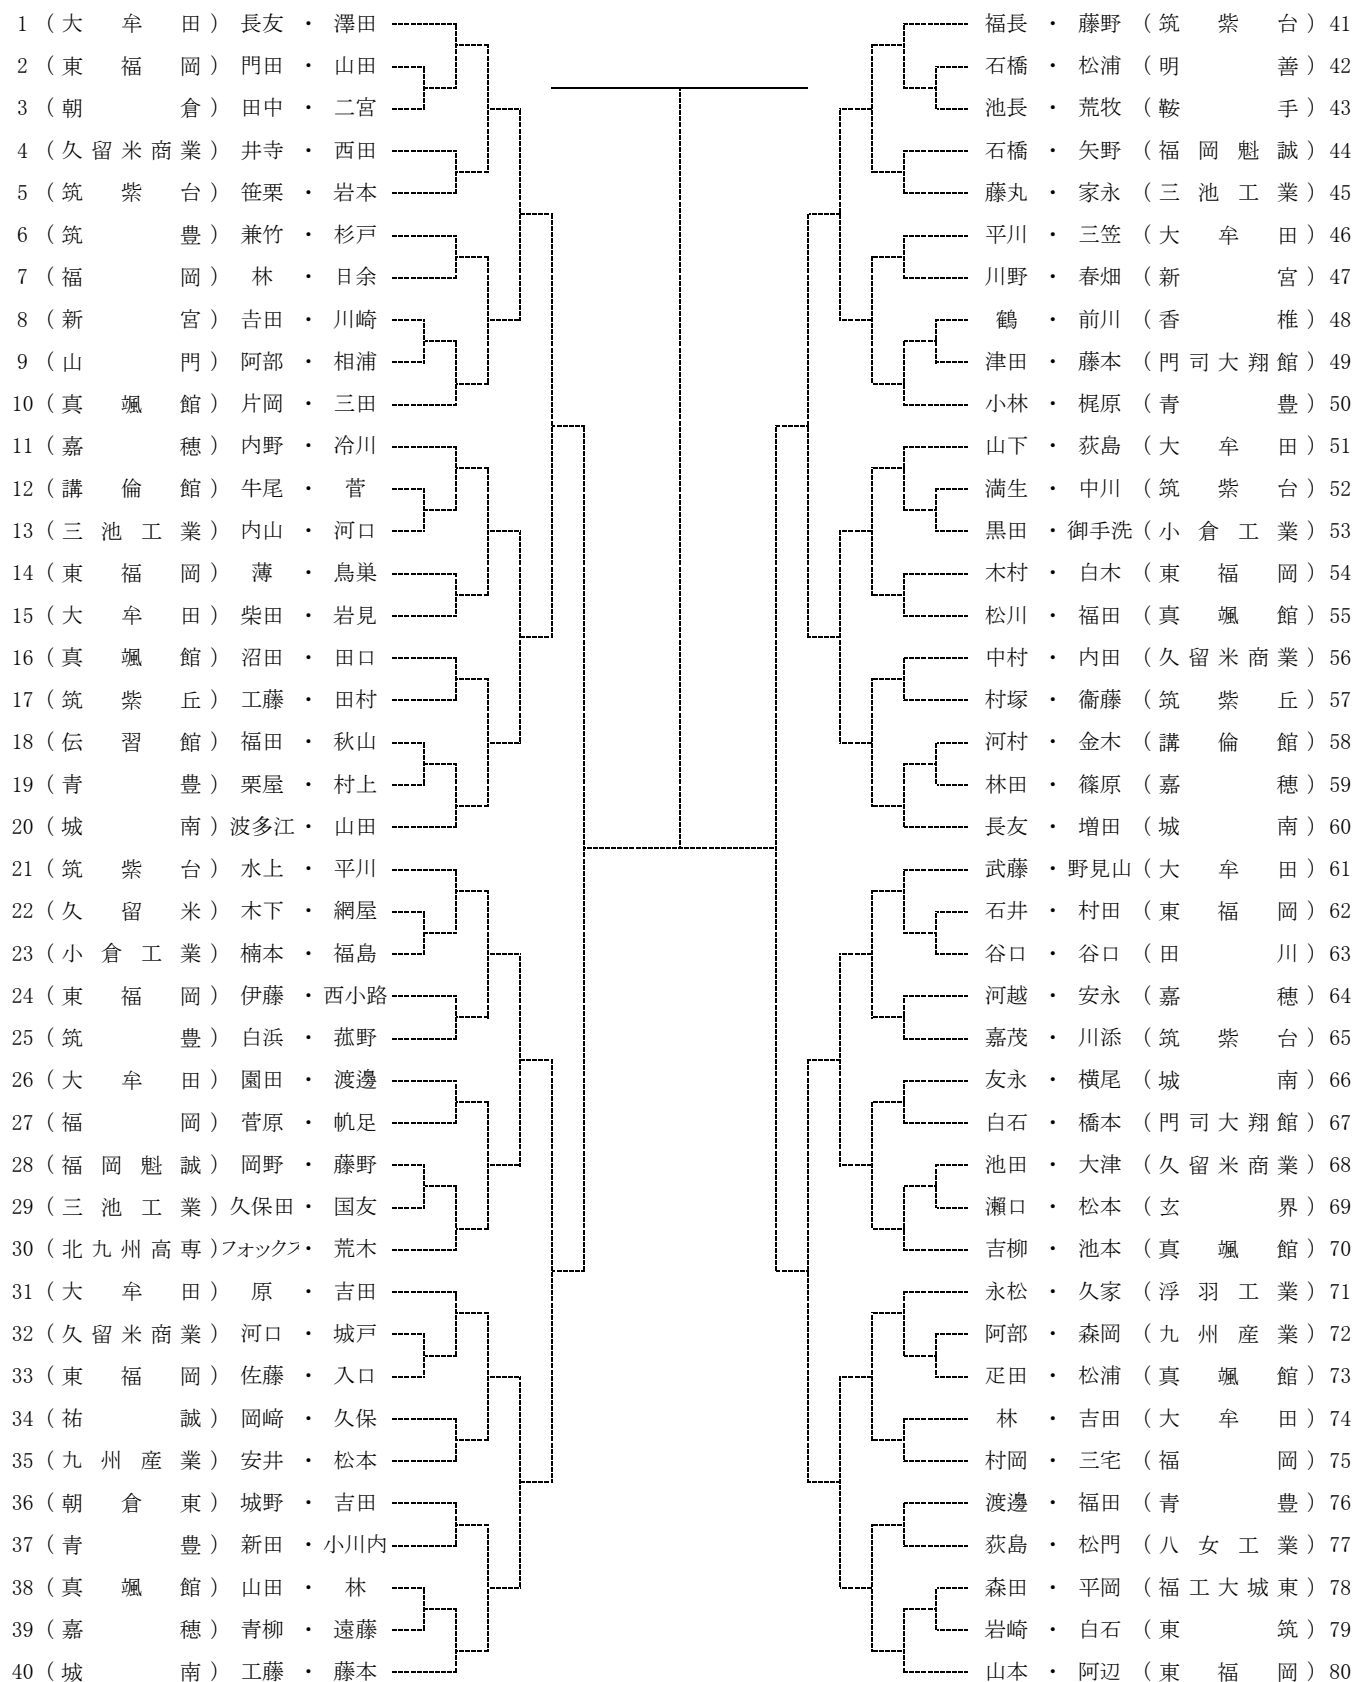 1 （大牟田） 長友 ・ 澤田
2 （東福岡） 門田 ・ 山田
3 （朝倉） 田中 ・ 二宮
4 （久留米商業） 井寺 ・ 西田
5 （筑紫台） 笹栗 ・ 岩本
6 （筑豊） 兼竹 ・ 杉戸
7 （福岡） 林 ・ 日余
8 （新宮） 𠮷田 ・ 川崎
9 （山門） 阿部 ・ 相浦
10 （真颯館） 片岡 ・ 三田
11 （嘉穂） 内野 ・ 冷川
12 （講倫館） 牛尾 ・ 菅
13 （三池工業） 内山 ・ 河口
14 （東福岡） 薄 ・鳥巣
15 （大牟田） 柴田 ・ 岩見
16 （真颯館） 沼田 ・ 田口
17 （筑紫丘） 工藤 ・ 田村
18 （伝習館） 福田 ・ 秋山
19 （青豊） 栗屋 ・ 村上
20 （城南） 波多江 ・ 山田
21 （筑紫台） 水上 ・ 平川
22 （久留米） 木下 ・ 網屋
23 （小倉工業） 楠本 ・ 福島
24 （東福岡） 伊藤 ・ 西小路
25 （筑豊） 白浜 ・ 菰野
26 （大牟田） 園田 ・ 渡邊
27 （福岡） 菅原 ・ 帆足
28 （福岡魁誠） 岡野 ・ 藤野
29 （三池工業） 久保田 ・ 国友
30 （北九州高専） フォックス ・ 荒木
31 （大牟田） 原 ・ 吉田
32 （久留米商業） 河口 ・ 城戸
33 （東福岡） 佐藤 ・ 入口
34 （祐誠） 岡﨑 ・ 久保
35 （九州産業） 安井 ・ 松本
36 （朝倉東） 城野 ・ 吉田
37 （青豊） 新田 ・ 小川内
38 （真颯館） 山田 ・ 林
39 （嘉穂） 青柳 ・ 遠藤
40 （城南） 工藤 ・ 藤本
福長 ・ 藤野 （筑紫台） 41
石橋 ・ 松浦 （明善） 42
池長 ・ 荒牧 （鞍手） 43
石橋 ・ 矢野 （福岡魁誠） 44
藤丸 ・ 家永 （三池工業） 45
平川 ・ 三笠 （大牟田） 46
川野 ・ 春畑 （新宮） 47
鶴 ・ 前川 （香椎） 48
津田 ・ 藤本 （門司大翔館） 49
小林 ・ 梶原 （青豊） 50
山下 ・ 荻島 （大牟田） 51
満生 ・ 中川 （筑紫台） 52
黒田 ・ 御手洗 （小倉工業） 53
木村 ・ 白木 （東福岡） 54
松川 ・ 福田 （真颯館） 55
中村 ・ 内田 （久留米商業） 56
村塚 ・ 衞藤 （筑紫丘） 57
河村 ・ 金木 （講倫館） 58
林田 ・ 篠原 （嘉穂） 59
長友 ・ 増田 （城南） 60
武藤 ・ 野見山 （大牟田） 61
石井 ・ 村田 （東福岡） 62
谷口 ・ 谷口 （田川） 63
河越 ・ 安永 （嘉穂） 64
嘉茂 ・ 川添 （筑紫台） 65
友永 ・ 横尾 （城南） 66
白石 ・ 橋本 （門司大翔館） 67
池田 ・ 大津 （久留米商業） 68
瀬口 ・ 松本 （玄界） 69
吉柳 ・ 池本 （真颯館） 70
永松 ・ 久家 （浮羽工業） 71
阿部 ・ 森岡 （九州産業） 72
疋田 ・ 松浦 （真颯館） 73
林 ・ 吉田 （大牟田） 74
村岡 ・ 三宅 （福岡） 75
渡邊 ・ 福田 （青豊） 76
荻島 ・ 松門 （八女工業） 77
森田 ・ 平岡 （福工大城東） 78
岩崎 ・ 白石 （東筑） 79
山本 ・ 阿辺 （東福岡） 80